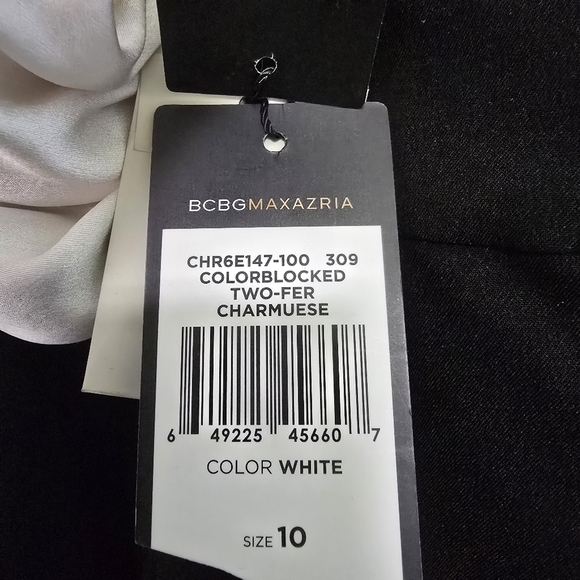 BCBGMAXAZRIA
CHR6E147-100 309
COLORBLOCKED
TWO-FER
CHARMUESE
6 49225 45660 7
COLOR WHITE
SIZE 10